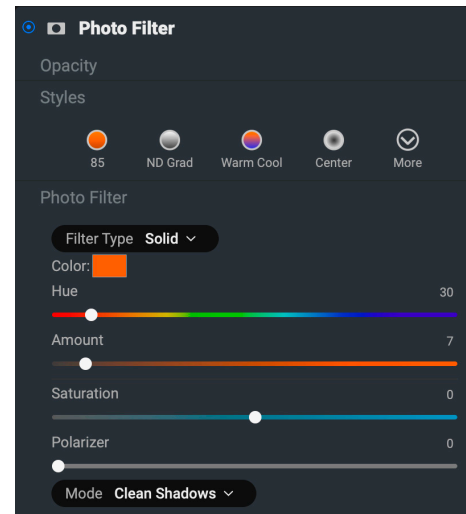 Photo Filter
Opacity
Styles
85 ND Grad Warm Cool Center More
Photo Filter
Filter Type Solid
Color:
Hue 30
Amount 7
Saturation 0
Polarizer 0
Mode Clean Shadows